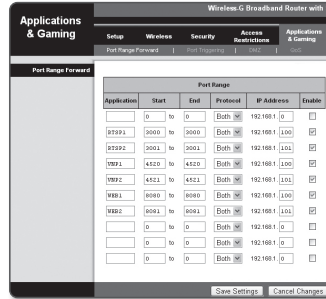 Wireless-G Broadband Router with
Applications & Gaming
Setup Wireless Security Access Restrictions Applications & Gaming
Port Range Forward | Port Triggering | DMZ | QoS
Port Range Forward
Port Range
Application Start End Protocol IP Address Enable
0 to 0 Both 192.168.1. 0
RTSP1 3000 to 3000 Both 192.168.1. 100
RTSP2 3001 to 3001 Both 192.168.1. 101
VNP1 4520 to 4520 Both 192.168.1. 100
VNP2 4521 to 4521 Both 192.168.1. 101
WEB1 8080 to 8080 Both 192.168.1. 100
WEB2 8081 to 8081 Both 192.168.1. 101
0 to 0 Both 192.168.1. 0
0 to 0 Both 192.168.1. 0
0 to 0 Both 192.168.1. 0
Save Settings Cancel Changes